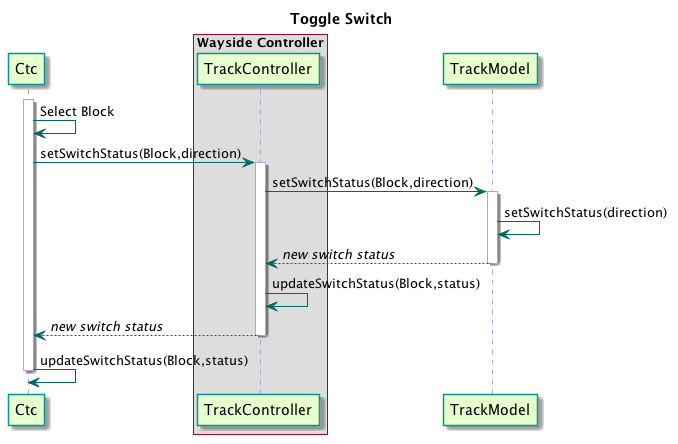 Toggle Switch
Wayside Controller
Ctc
TrackController
TrackModel
Select Block
setSwitchStatus(Block,direction)
setSwitchStatus(Block,direction)
setSwitchStatus(direction)
new switch status
updateSwitchStatus(Block,status)
new switch status
updateSwitchStatus(Block,status)
Ctc
TrackController
TrackModel